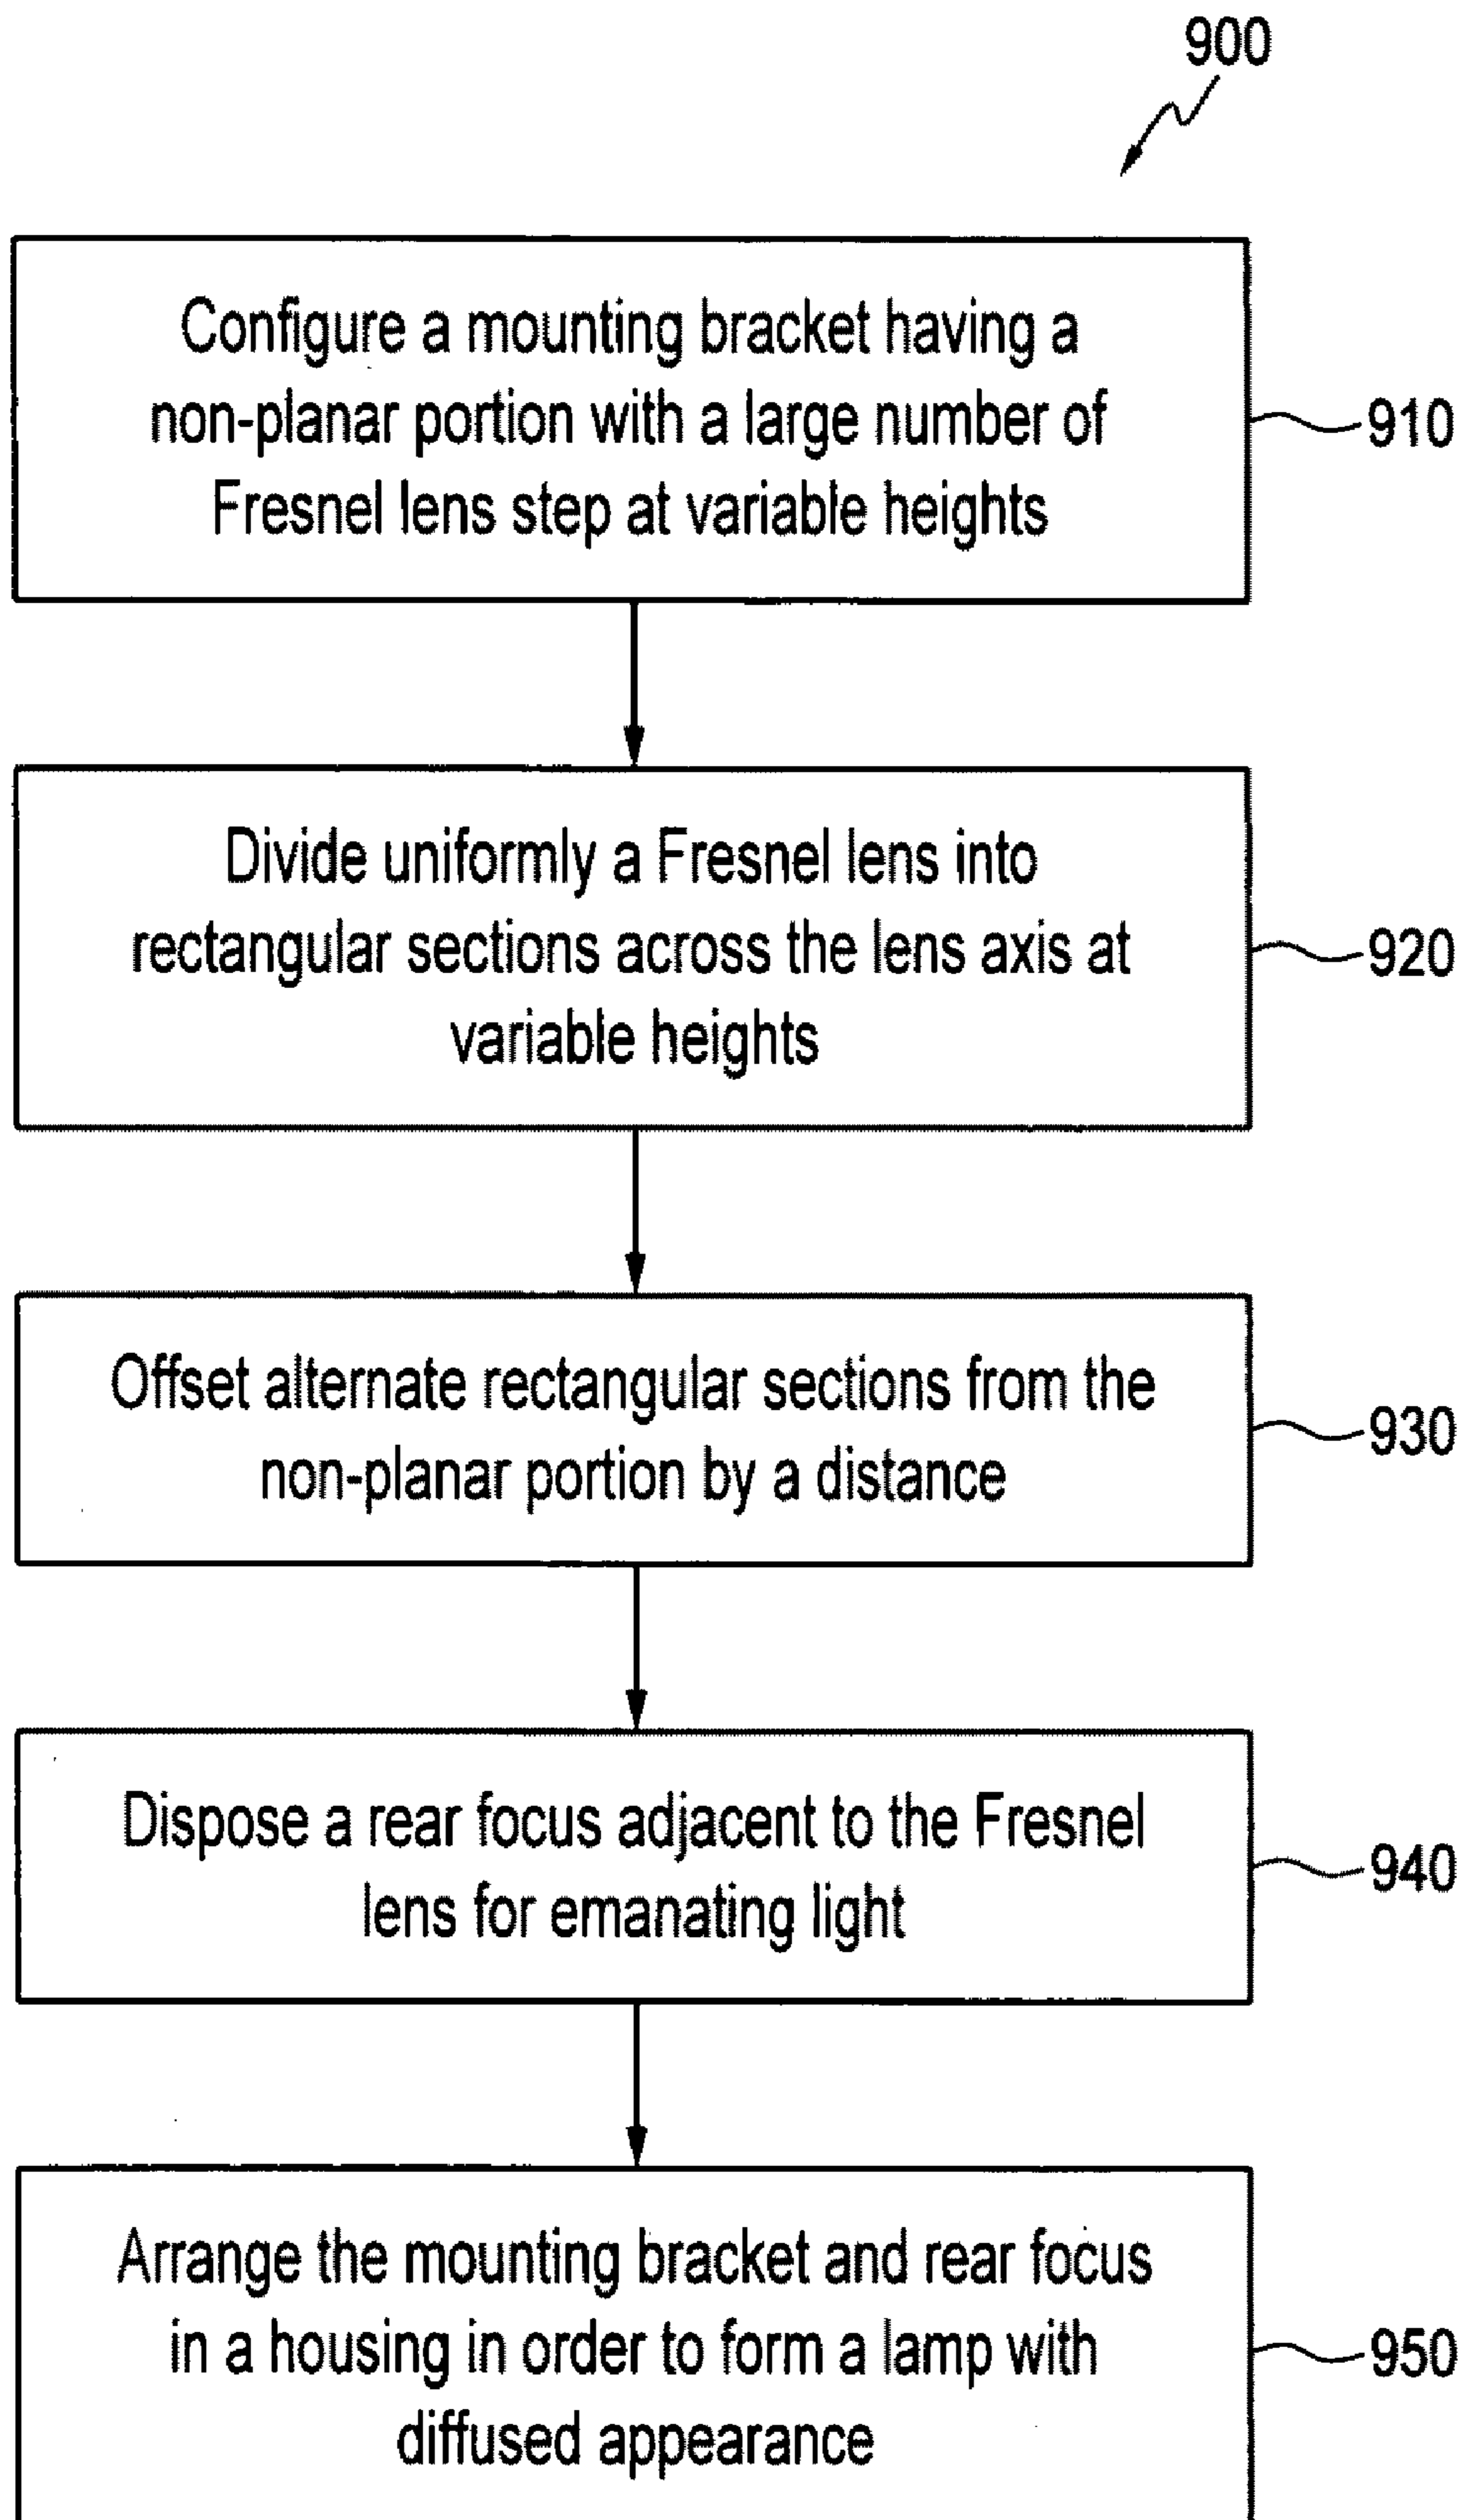 900
Configure a mounting bracket having a
non-planar portion with a large number of
Fresnel lens step at variable heights
910
Divide uniformly a Fresnel lens into
rectangular sections across the lens axis at
variable heights
920
Offset alternate rectangular sections from the
non-planar portion by a distance
930
Dispose a rear focus adjacent to the Fresnel
lens for emanating light
940
Arrange the mounting bracket and rear focus
in a housing in order to form a lamp with
diffused appearance
950